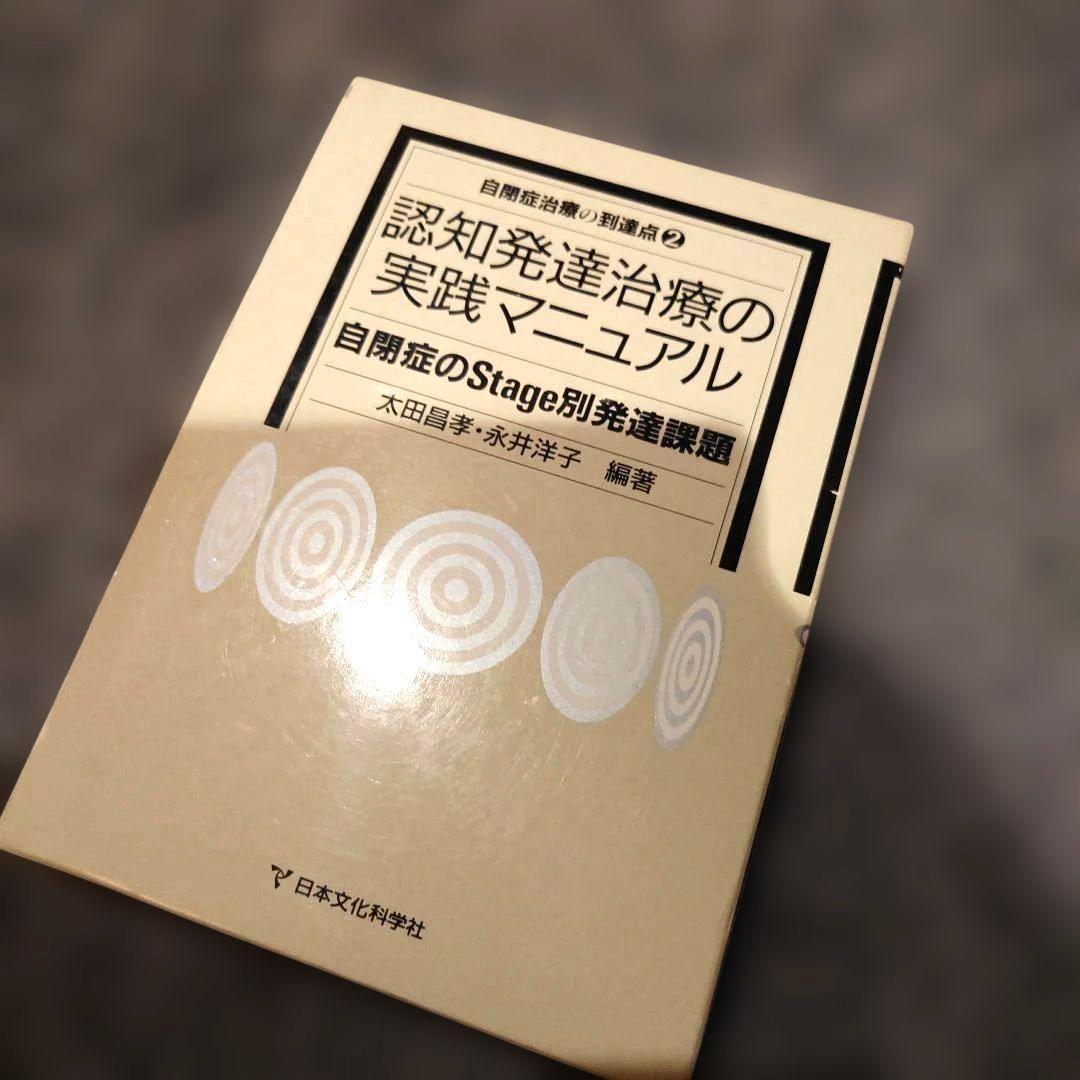 自閉症治療の到達点❷
認知発達治療の
実践マニュアル
自閉症のStage別発達課題
太田昌孝・永井洋子 編著
日本文化科学社